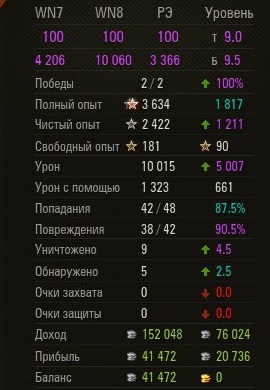 WN7 WN8 РЭ Уровень
100 100 100 т 9.0
4 206 10 060 3 366 Б 9.5
Победы 2 / 2 100%
Полный опыт 3 634 1 817
Чистый опыт 2 422 1 211
Свободный опыт 181 90
Урон 10 015 5 007
Урон с помощью 1 323 661
Попадания 42 / 48 87.5%
Повреждения 38 / 42 90.5%
Уничтожено 9 4.5
Обнаружено 5 2.5
Очки захвата 0 0.0
Очки защиты 0 0.0
Доход 152 048 76 024
Прибыль 41 472 20 736
Баланс 41 472 0